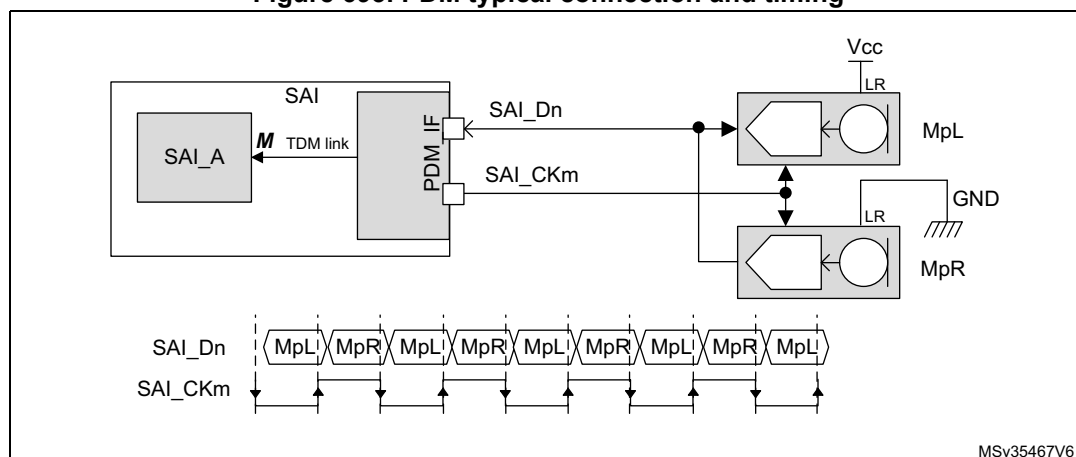 Vcc
LR
SAI
SAI_Dn
MpL
PDM_IF
SAI_A
M TDM link
SAI_CKm
GND
LR
MpR
SAI_Dn MpL MpR MpL MpR MpL MpR MpL MpR MpL
SAI_CKm
MSv35467V6